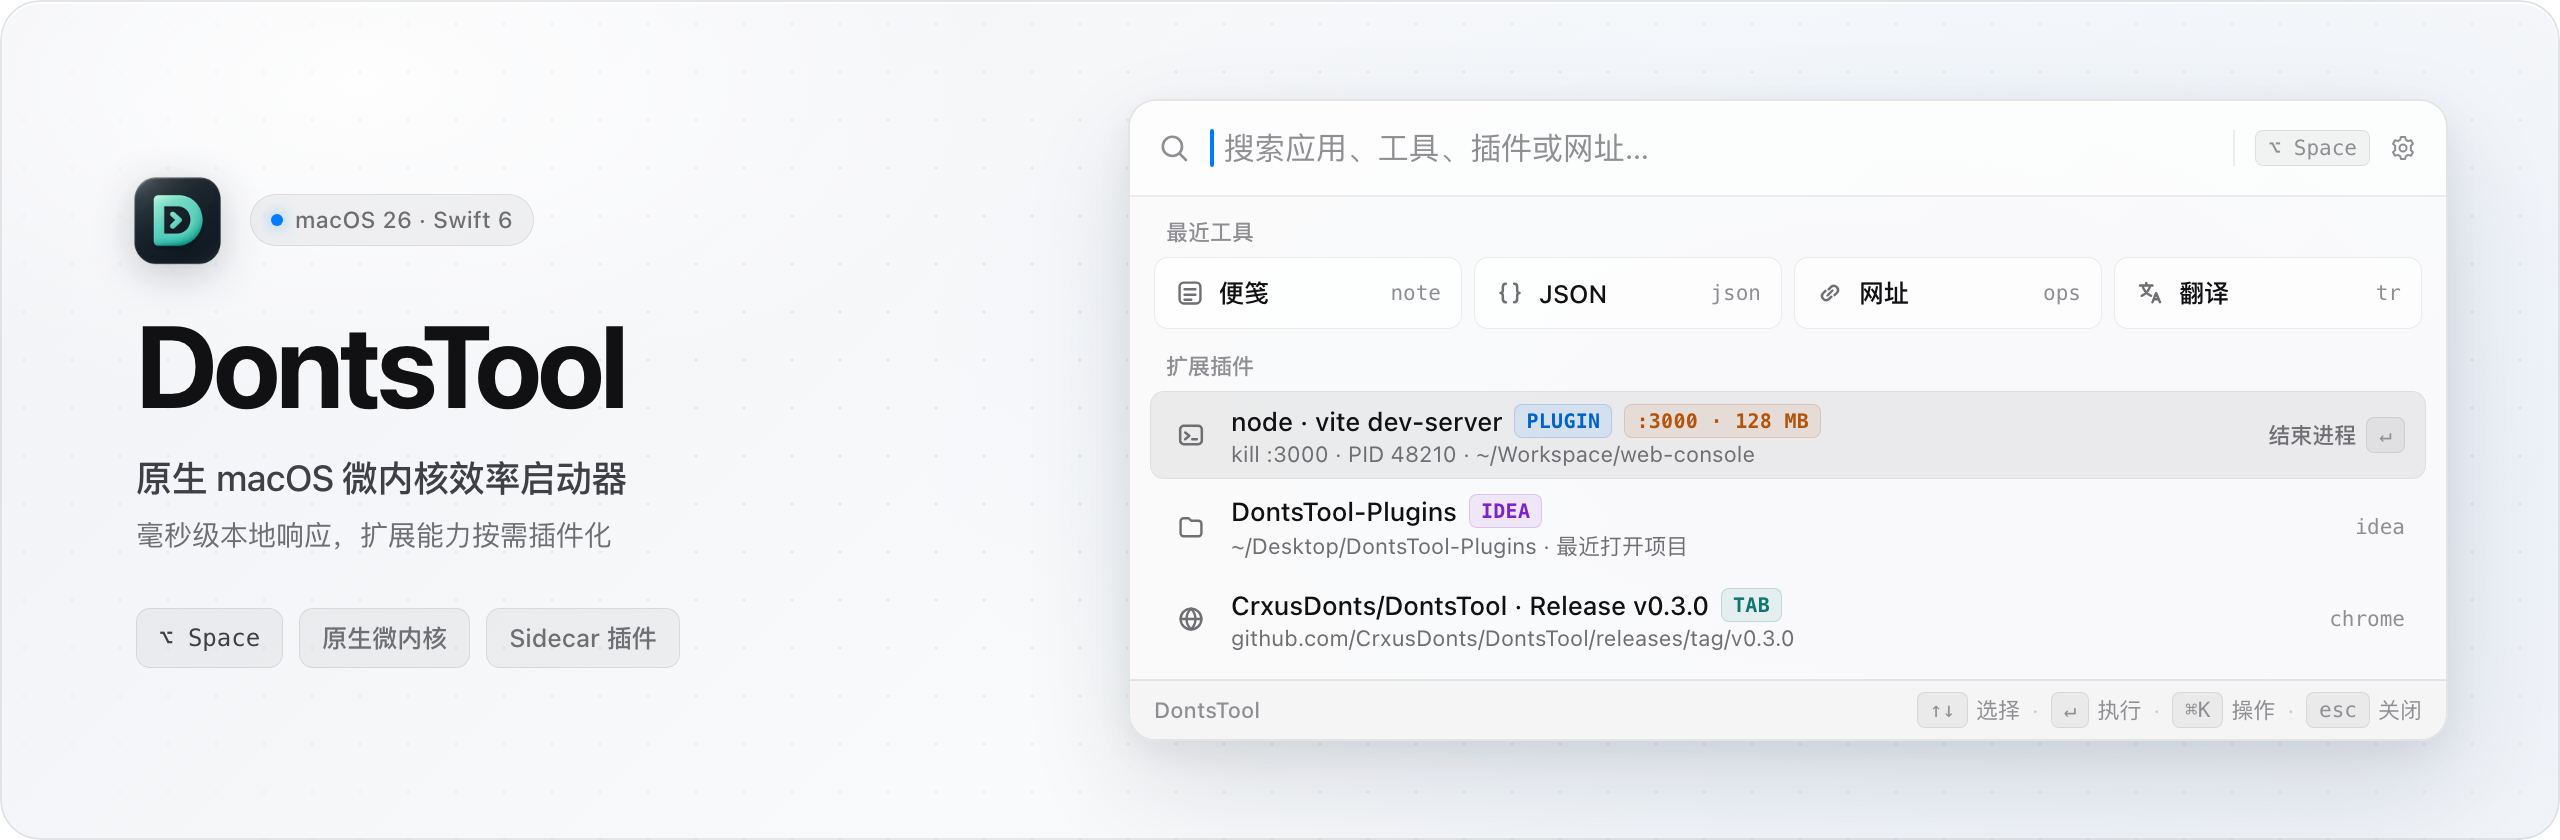 macOS 26 · Swift 6
DontsTool
原生 macOS 微内核效率启动器
毫秒级本地响应，扩展能力按需插件化
⌥ Space
原生微内核
Sidecar 插件
搜索应用、工具、插件或网址...
⌥ Space
最近工具
便笺 note
{} JSON json
网址 ops
翻译 tr
扩展插件
node · vite dev-server PLUGIN :3000 · 128 MB
kill :3000 · PID 48210 · ~/Workspace/web-console
结束进程 ↵
DontsTool-Plugins IDEA
~/Desktop/DontsTool-Plugins · 最近打开项目
idea
CrxusDonts/DontsTool · Release v0.3.0 TAB
github.com/CrxusDonts/DontsTool/releases/tag/v0.3.0
chrome
DontsTool
↑↓ 选择 · ↵ 执行 · ⌘K 操作 · esc 关闭